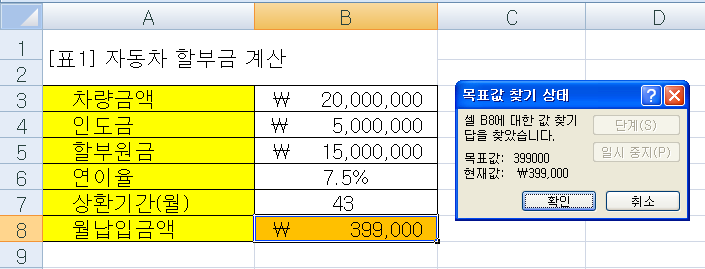 A B C D
1
2 [표1] 자동차 할부금 계산
3 차량금액 ₩ 20,000,000
4 인도금 ₩ 5,000,000
5 할부원금 ₩ 15,000,000
6 연이율 7.5%
7 상환기간(월) 43
8 월납입금액 ₩ 399,000
9
목표값 찾기 상태
셀 B8에 대한 값 찾기
답을 찾았습니다.
목표값: 399000
현재값: ₩399,000
단계(S)
일시 중지(P)
확인 취소